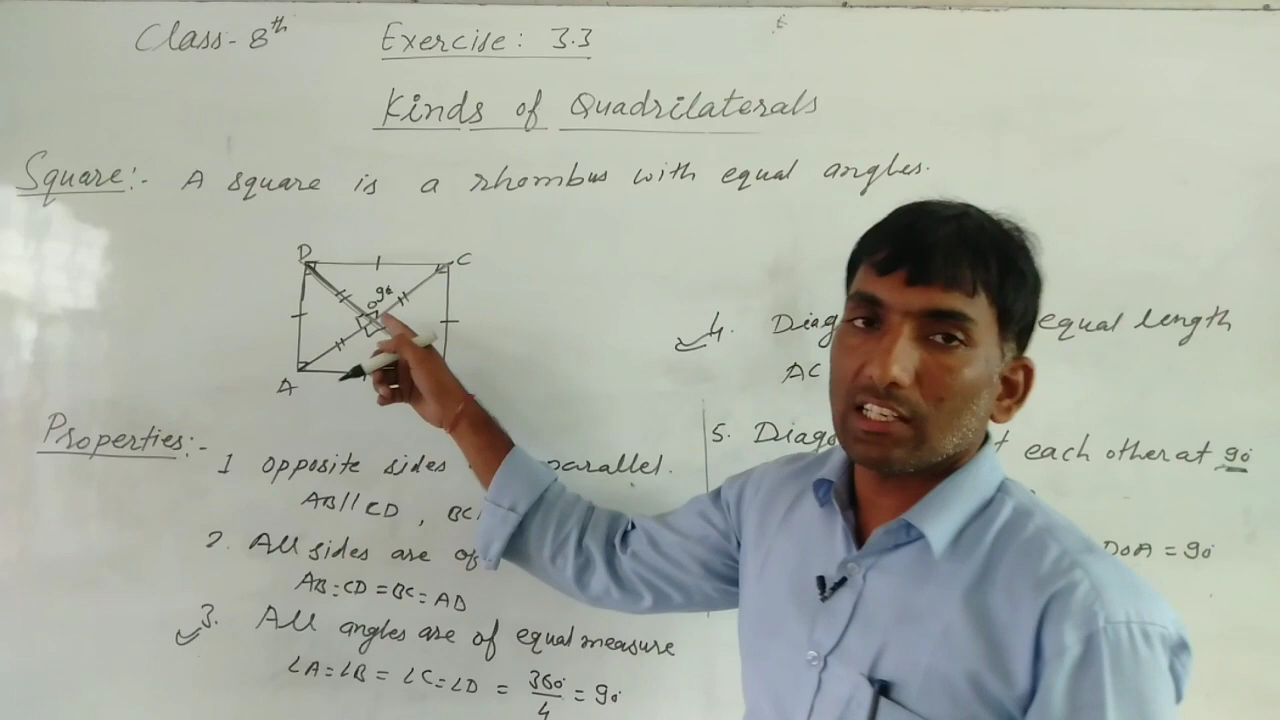 Class-8th Exercise: 3.3
Kinds of Quadrilaterals
Square:- A square is a rhombus with equal angles.
D C
90°
O
A
Properties:-
1 opposite sides parallel.
AB//CD, BC
2. All sides are of
AB=CD=BC=AD
3. All angles are of equal measure
∠A=∠B=∠C=∠D = 360°/4 = 90°
4. equal length
AC
5. each other at 90°
DOA = 90°